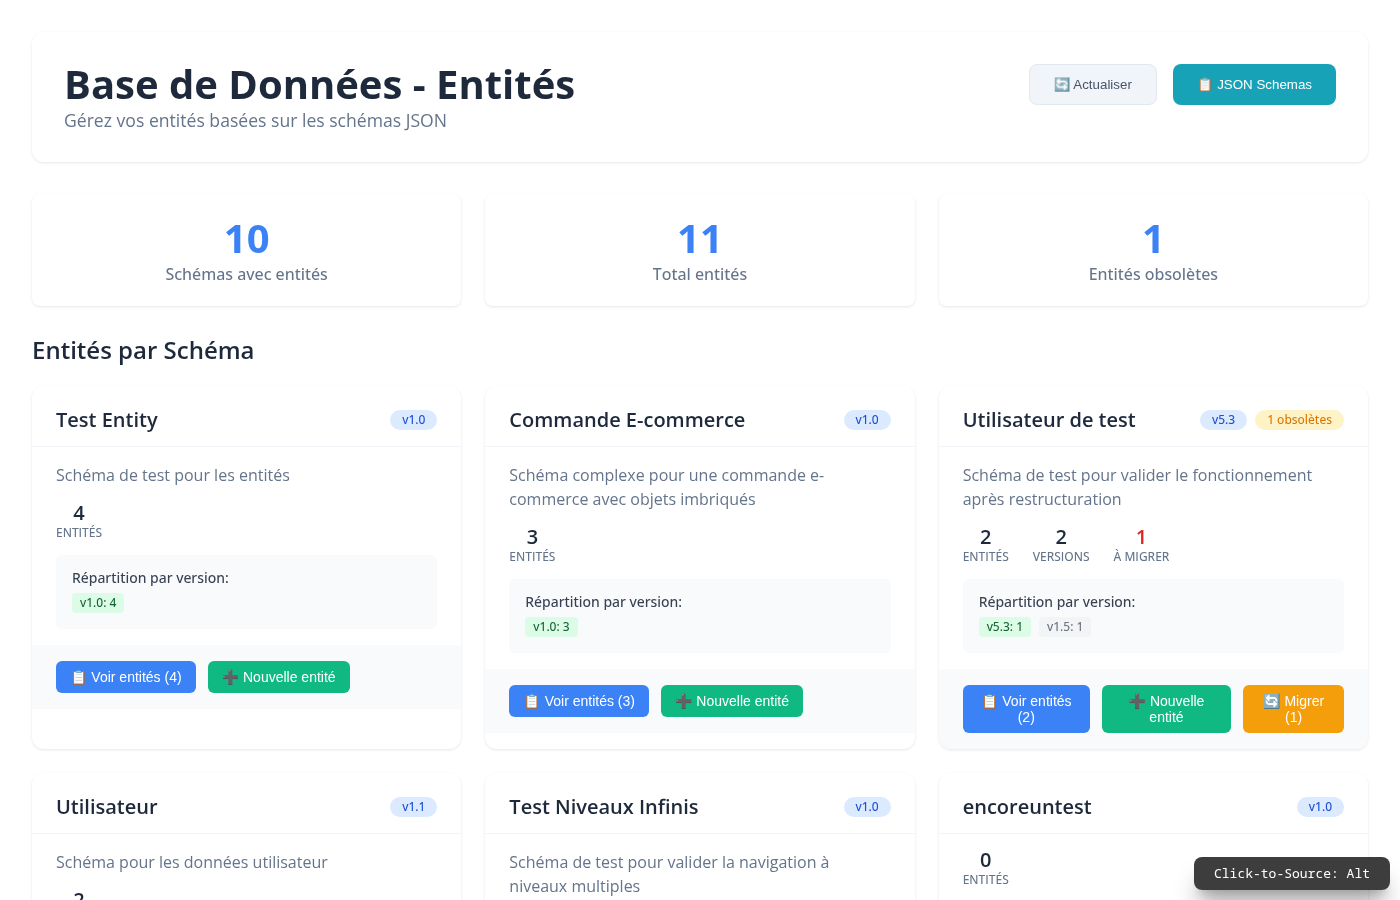 Base de Données - Entités
Gérez vos entités basées sur les schémas JSON
🔄 Actualiser
📋 JSON Schemas
10
Schémas avec entités
11
Total entités
1
Entités obsolètes
Entités par Schéma
Test Entity
v1.0
Schéma de test pour les entités
4
ENTITÉS
Répartition par version:
v1.0: 4
📋 Voir entités (4)
➕ Nouvelle entité
Commande E-commerce
v1.0
Schéma complexe pour une commande e-
commerce avec objets imbriqués
3
ENTITÉS
Répartition par version:
v1.0: 3
📋 Voir entités (3)
➕ Nouvelle entité
Utilisateur de test
v5.3
1 obsolètes
Schéma de test pour valider le fonctionnement
après restructuration
2
ENTITÉS
2
VERSIONS
1
À MIGRER
Répartition par version:
v5.3: 1
v1.5: 1
📋 Voir entités
(2)
➕ Nouvelle
entité
🔄 Migrer
(1)
Utilisateur
v1.1
Schéma pour les données utilisateur
2
Test Niveaux Infinis
v1.0
Schéma de test pour valider la navigation à
niveaux multiples
encoreuntest
v1.0
0
ENTITÉS
Click-to-Source: Alt